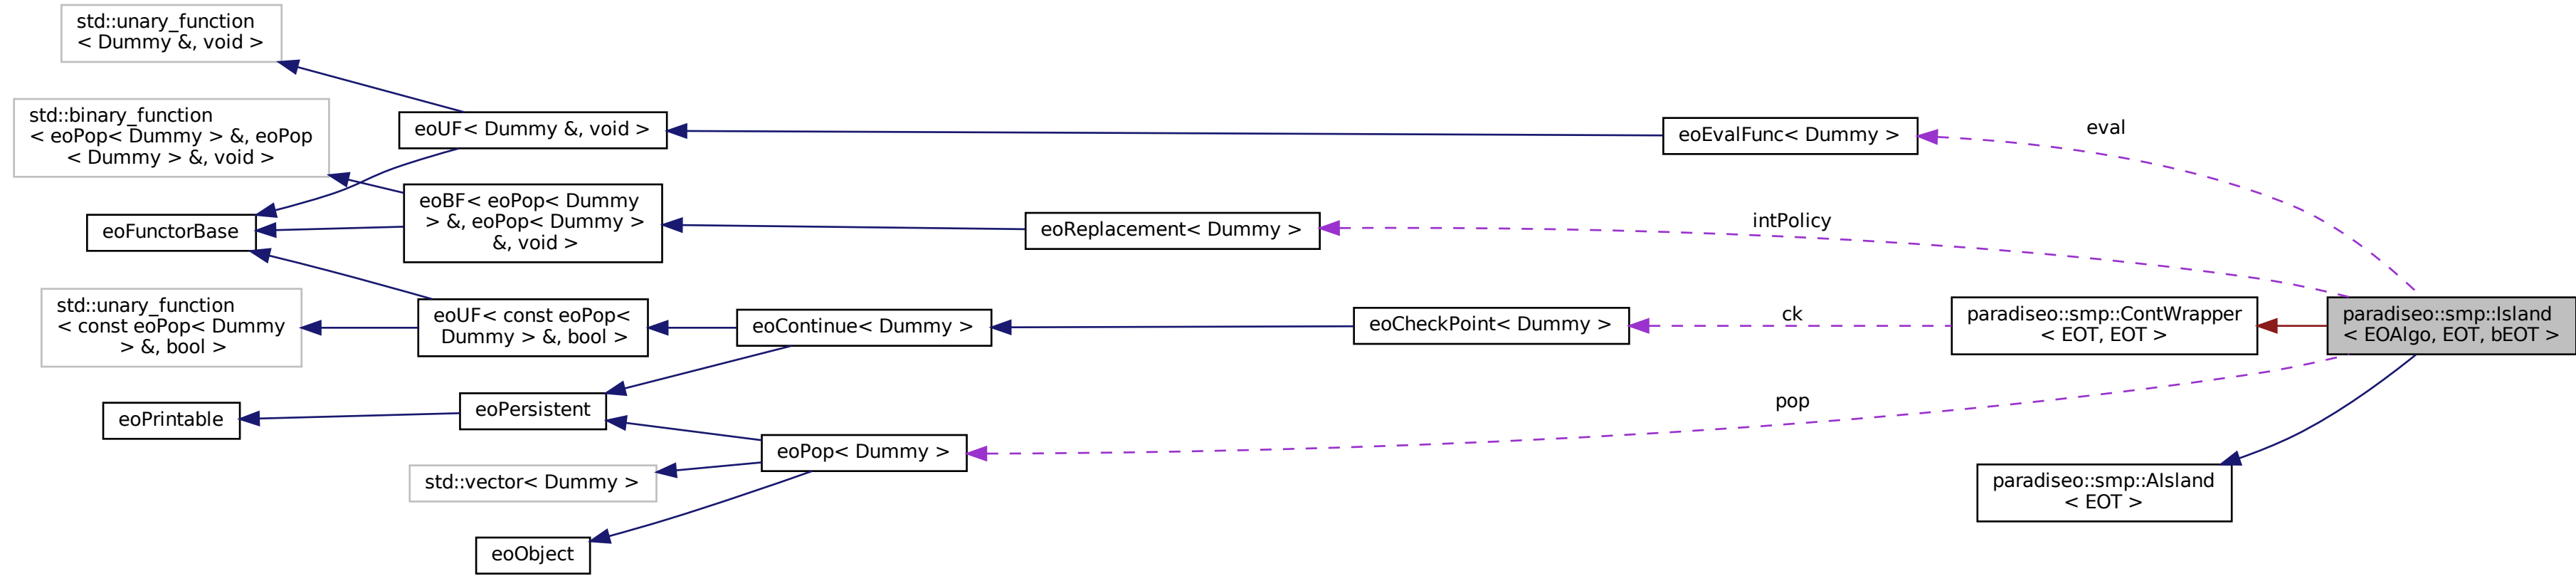 std::unary_function
< Dummy &, void >
std::binary_function
< eoPop< Dummy > &, eoPop
< Dummy > &, void >
eoFunctorBase
std::unary_function
< const eoPop< Dummy
> &, bool >
eoPrintable
eoUF< Dummy &, void >
eoBF< eoPop< Dummy
> &, eoPop< Dummy >
&, void >
eoUF< const eoPop<
Dummy > &, bool >
eoPersistent
std::vector< Dummy >
eoObject
eoContinue< Dummy >
eoPop< Dummy >
eoReplacement< Dummy >
eoCheckPoint< Dummy >
eoEvalFunc< Dummy >
eval
intPolicy
ck
pop
paradiseo::smp::ContWrapper
< EOT, EOT >
paradiseo::smp::AIsland
< EOT >
paradiseo::smp::Island
< EOAlgo, EOT, bEOT >